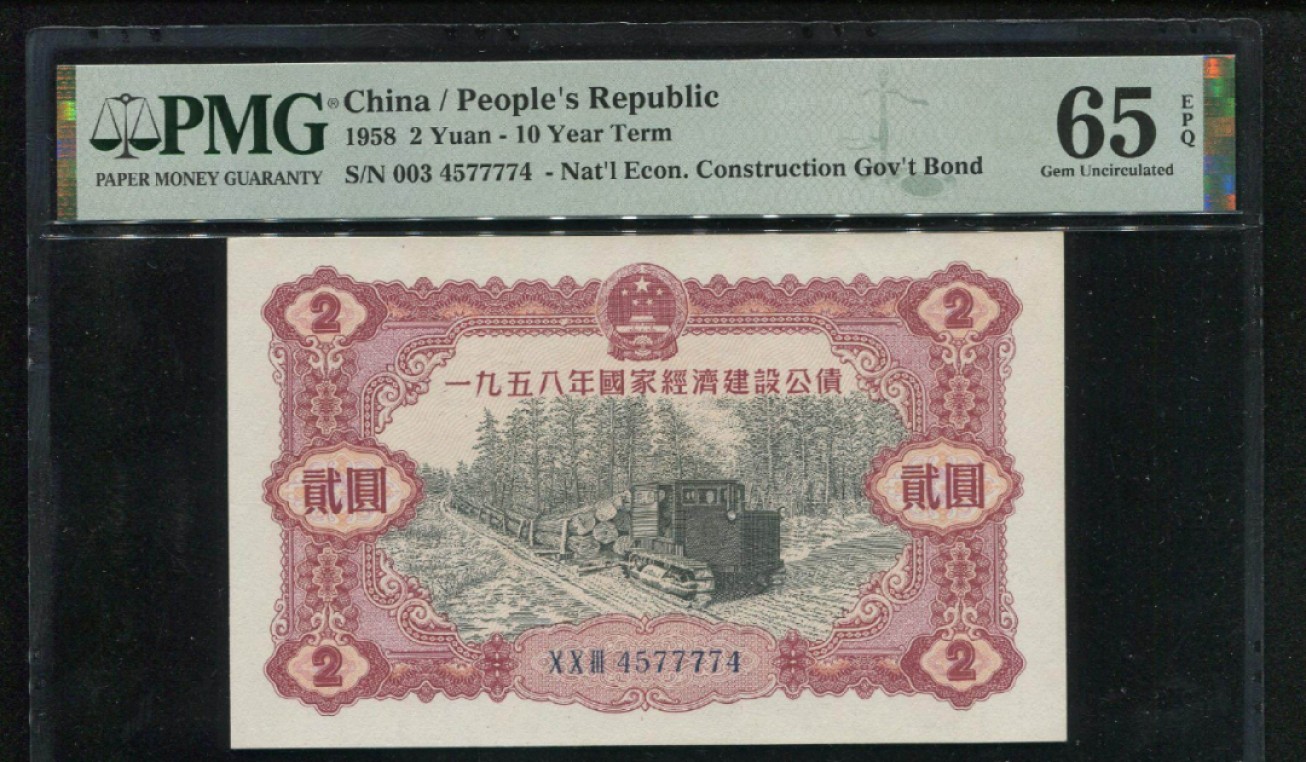 PMG®
PAPER MONEY GUARANTY
China / People's Republic
1958 2 Yuan - 10 Year Term
S/N 003 4577774 - Nat'l Econ. Construction Gov't Bond
65
EPQ
Gem Uncirculated
2 2
一九五八年國家經濟建設公債
貳圓 貳圓
XXⅢ 4577774
2 2